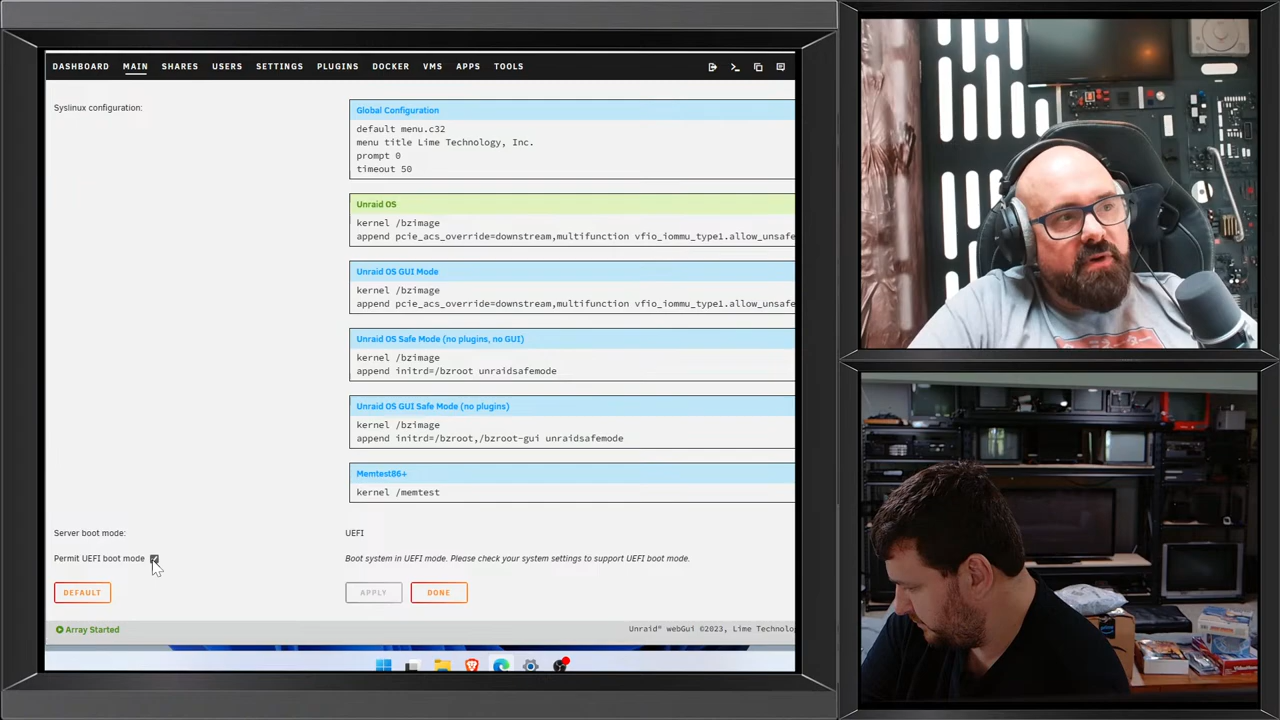 DASHBOARD MAIN SHARES USERS SETTINGS PLUGINS DOCKER VMS APPS TOOLS
Syslinux configuration:
Global Configuration
default menu.c32
menu title Lime Technology, Inc.
prompt 0
timeout 50
Unraid OS
kernel /bzimage
append pcie_acs_override=downstream,multifunction vfio_iommu_type1.allow_unsafe
Unraid OS GUI Mode
kernel /bzimage
append pcie_acs_override=downstream,multifunction vfio_iommu_type1.allow_unsafe
Unraid OS Safe Mode (no plugins, no GUI)
kernel /bzimage
append initrd=/bzroot unraidsafemode
Unraid OS GUI Safe Mode (no plugins)
kernel /bzimage
append initrd=/bzroot,/bzroot-gui unraidsafemode
Memtest86+
kernel /memtest
Server boot mode: UEFI
Permit UEFI boot mode Boot system in UEFI mode. Please check your system settings to support UEFI boot mode.
DEFAULT APPLY DONE
Array Started Unraid® webGui ©2023, Lime Technolo